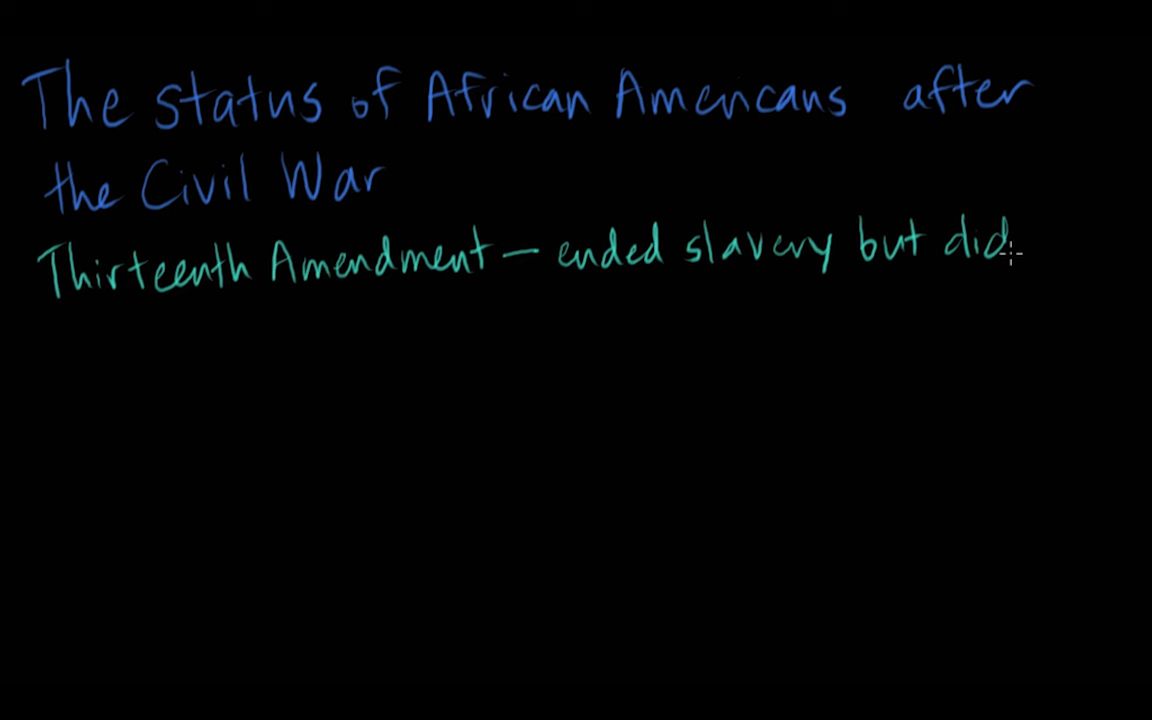 The status of African Americans after
the Civil War
Thirteenth Amendment – ended slavery but did